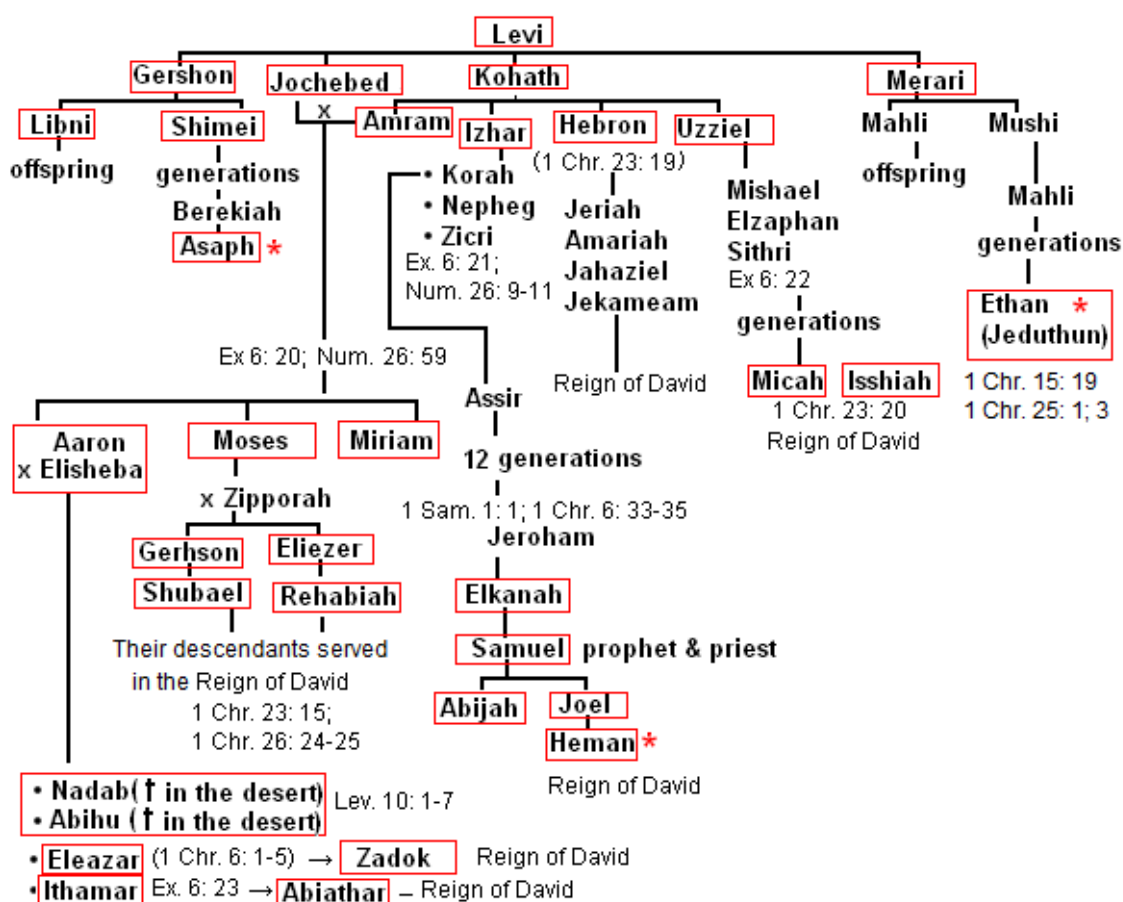 Levi
Gershon Jochebed Kohath Merari
x
Libni Shimei Amram Izhar Hebron Uzziel Mahli Mushi
offspring generations (1 Chr. 23: 19) offspring
Berekiah
Asaph *
• Korah
• Nepheg
• Zicri
Ex. 6: 21;
Num. 26: 9-11
Jeriah
Amariah
Jahaziel
Jekameam
Reign of David
Mishael
Elzaphan
Sithri
Ex 6: 22
generations
Micah Isshiah
1 Chr. 23: 20
Reign of David
Mahli
generations
Ethan *
(Jeduthun)
1 Chr. 15: 19
1 Chr. 25: 1; 3
Ex 6: 20; Num. 26: 59
Aaron
x Elisheba
Moses Miriam
x Zipporah
Gerhson Eliezer
Shubael Rehabiah
Their descendants served
in the Reign of David
1 Chr. 23: 15;
1 Chr. 26: 24-25
Assir
12 generations
1 Sam. 1: 1; 1 Chr. 6: 33-35
Jeroham
Elkanah
Samuel prophet & priest
Abijah Joel
Heman *
Reign of David
• Nadab († in the desert) Lev. 10: 1-7
• Abihu († in the desert)
• Eleazar (1 Chr. 6: 1-5) → Zadok Reign of David
• Ithamar Ex. 6: 23 → Abiathar – Reign of David